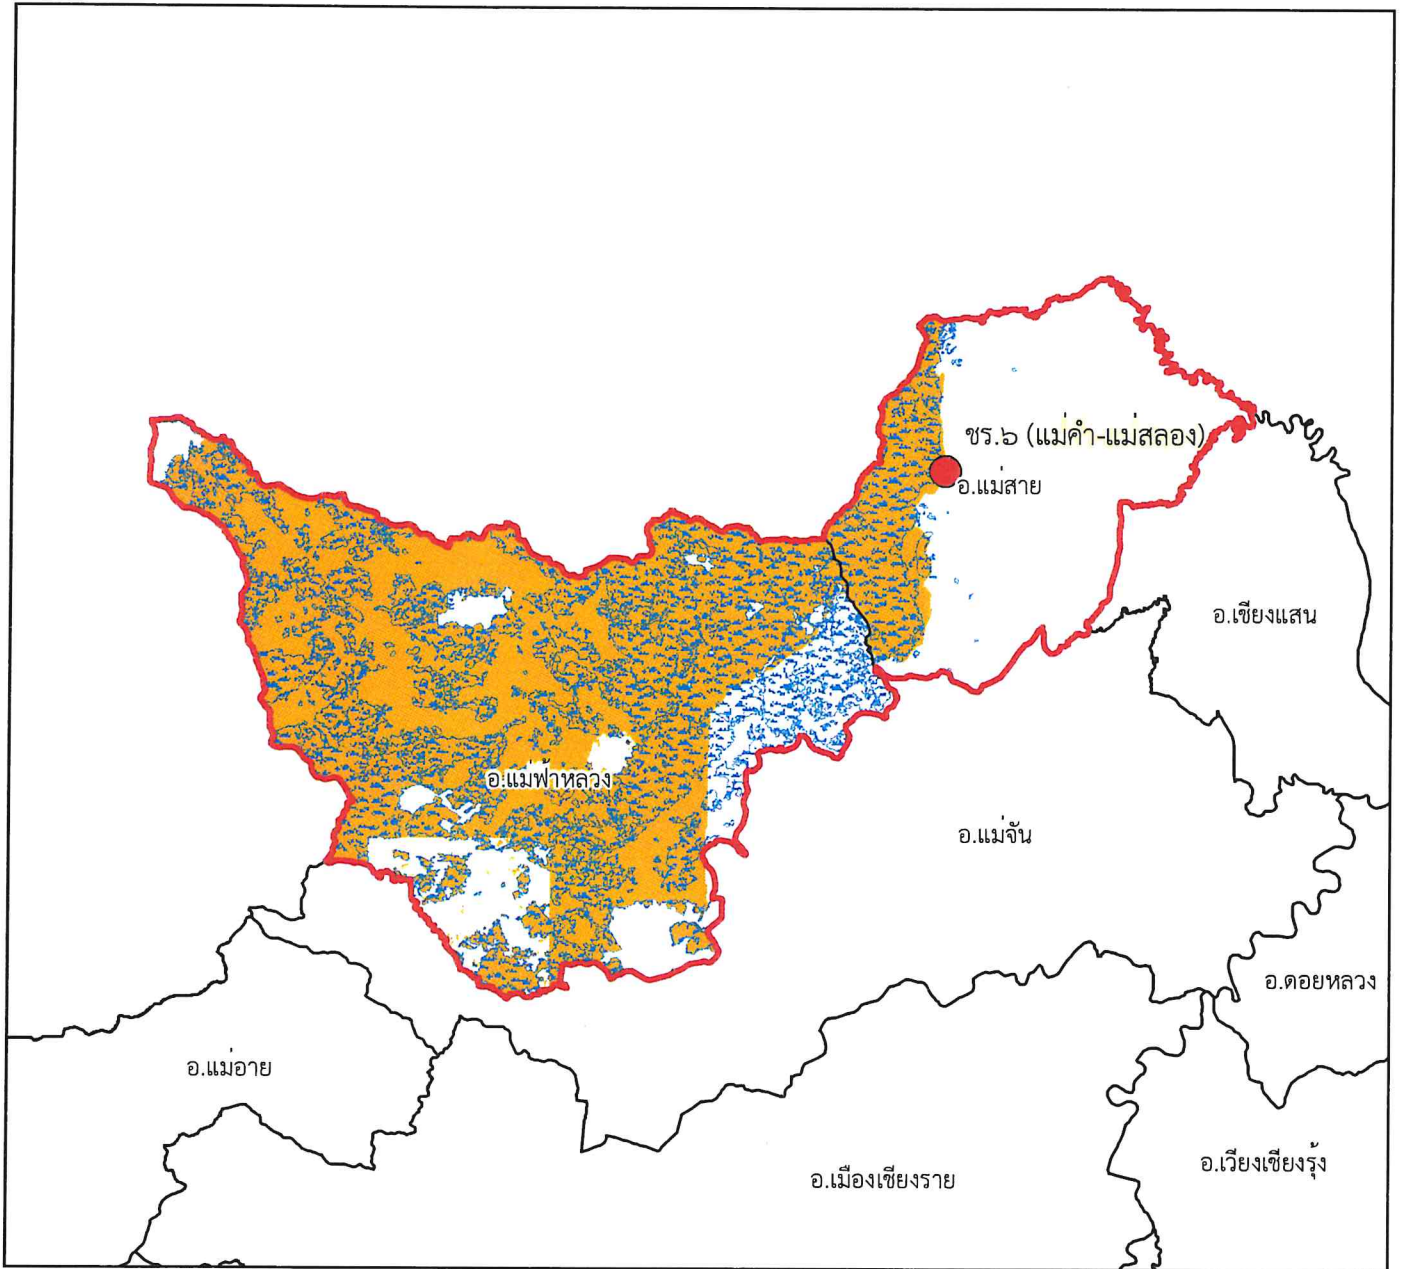 ชร.๖ (แม่คำ-แม่สลอง)
อ.แม่สาย
อ.เชียงแสน
อ.แม่ฟ้าหลวง
อ.แม่จัน
อ.ดอยหลวง
อ.แม่อาย
อ.เวียงเชียงรุ้ง
อ.เมืองเชียงราย